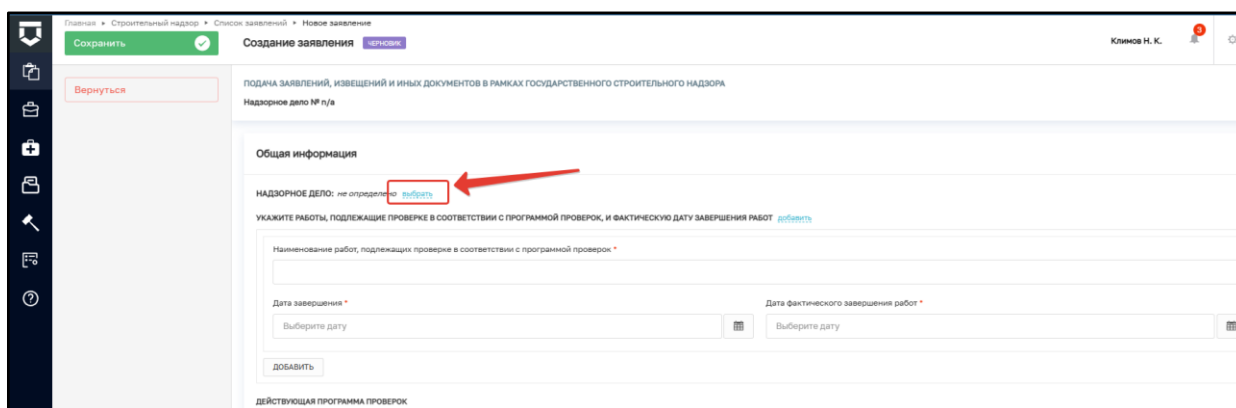 Главная ▸ Строительный надзор ▸ Список заявлений ▸ Новое заявление
Сохранить
Создание заявления ЧЕРНОВИК
Климов Н. К.
3
Вернуться
ПОДАЧА ЗАЯВЛЕНИЙ, ИЗВЕЩЕНИЙ И ИНЫХ ДОКУМЕНТОВ В РАМКАХ ГОСУДАРСТВЕННОГО СТРОИТЕЛЬНОГО НАДЗОРА
Надзорное дело № n/a
Общая информация
НАДЗОРНОЕ ДЕЛО: не определено выбрать
УКАЖИТЕ РАБОТЫ, ПОДЛЕЖАЩИЕ ПРОВЕРКЕ В СООТВЕТСТВИИ С ПРОГРАММОЙ ПРОВЕРОК, И ФАКТИЧЕСКУЮ ДАТУ ЗАВЕРШЕНИЯ РАБОТ добавить
Наименование работ, подлежащих проверке в соответствии с программой проверок *
Дата завершения *
Дата фактического завершения работ *
Выберите дату
Выберите дату
ДОБАВИТЬ
ДЕЙСТВУЮЩАЯ ПРОГРАММА ПРОВЕРОК